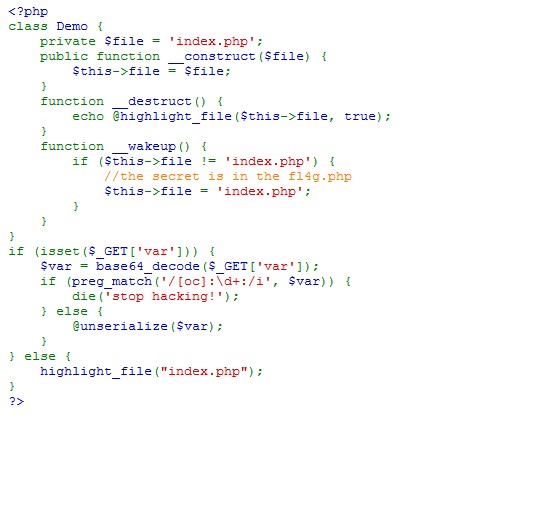 <?php
class Demo {
    private $file = 'index.php';
    public function __construct($file) {
        $this->file = $file;
    }
    function __destruct() {
        echo @highlight_file($this->file, true);
    }
    function __wakeup() {
        if ($this->file != 'index.php') {
            //the secret is in the fl4g.php
            $this->file = 'index.php';
        }
    }
}
if (isset($_GET['var'])) {
    $var = base64_decode($_GET['var']);
    if (preg_match('/[oc]:\d+:/i', $var)) {
        die('stop hacking!');
    } else {
        @unserialize($var);
    }
} else {
    highlight_file("index.php");
}
?>